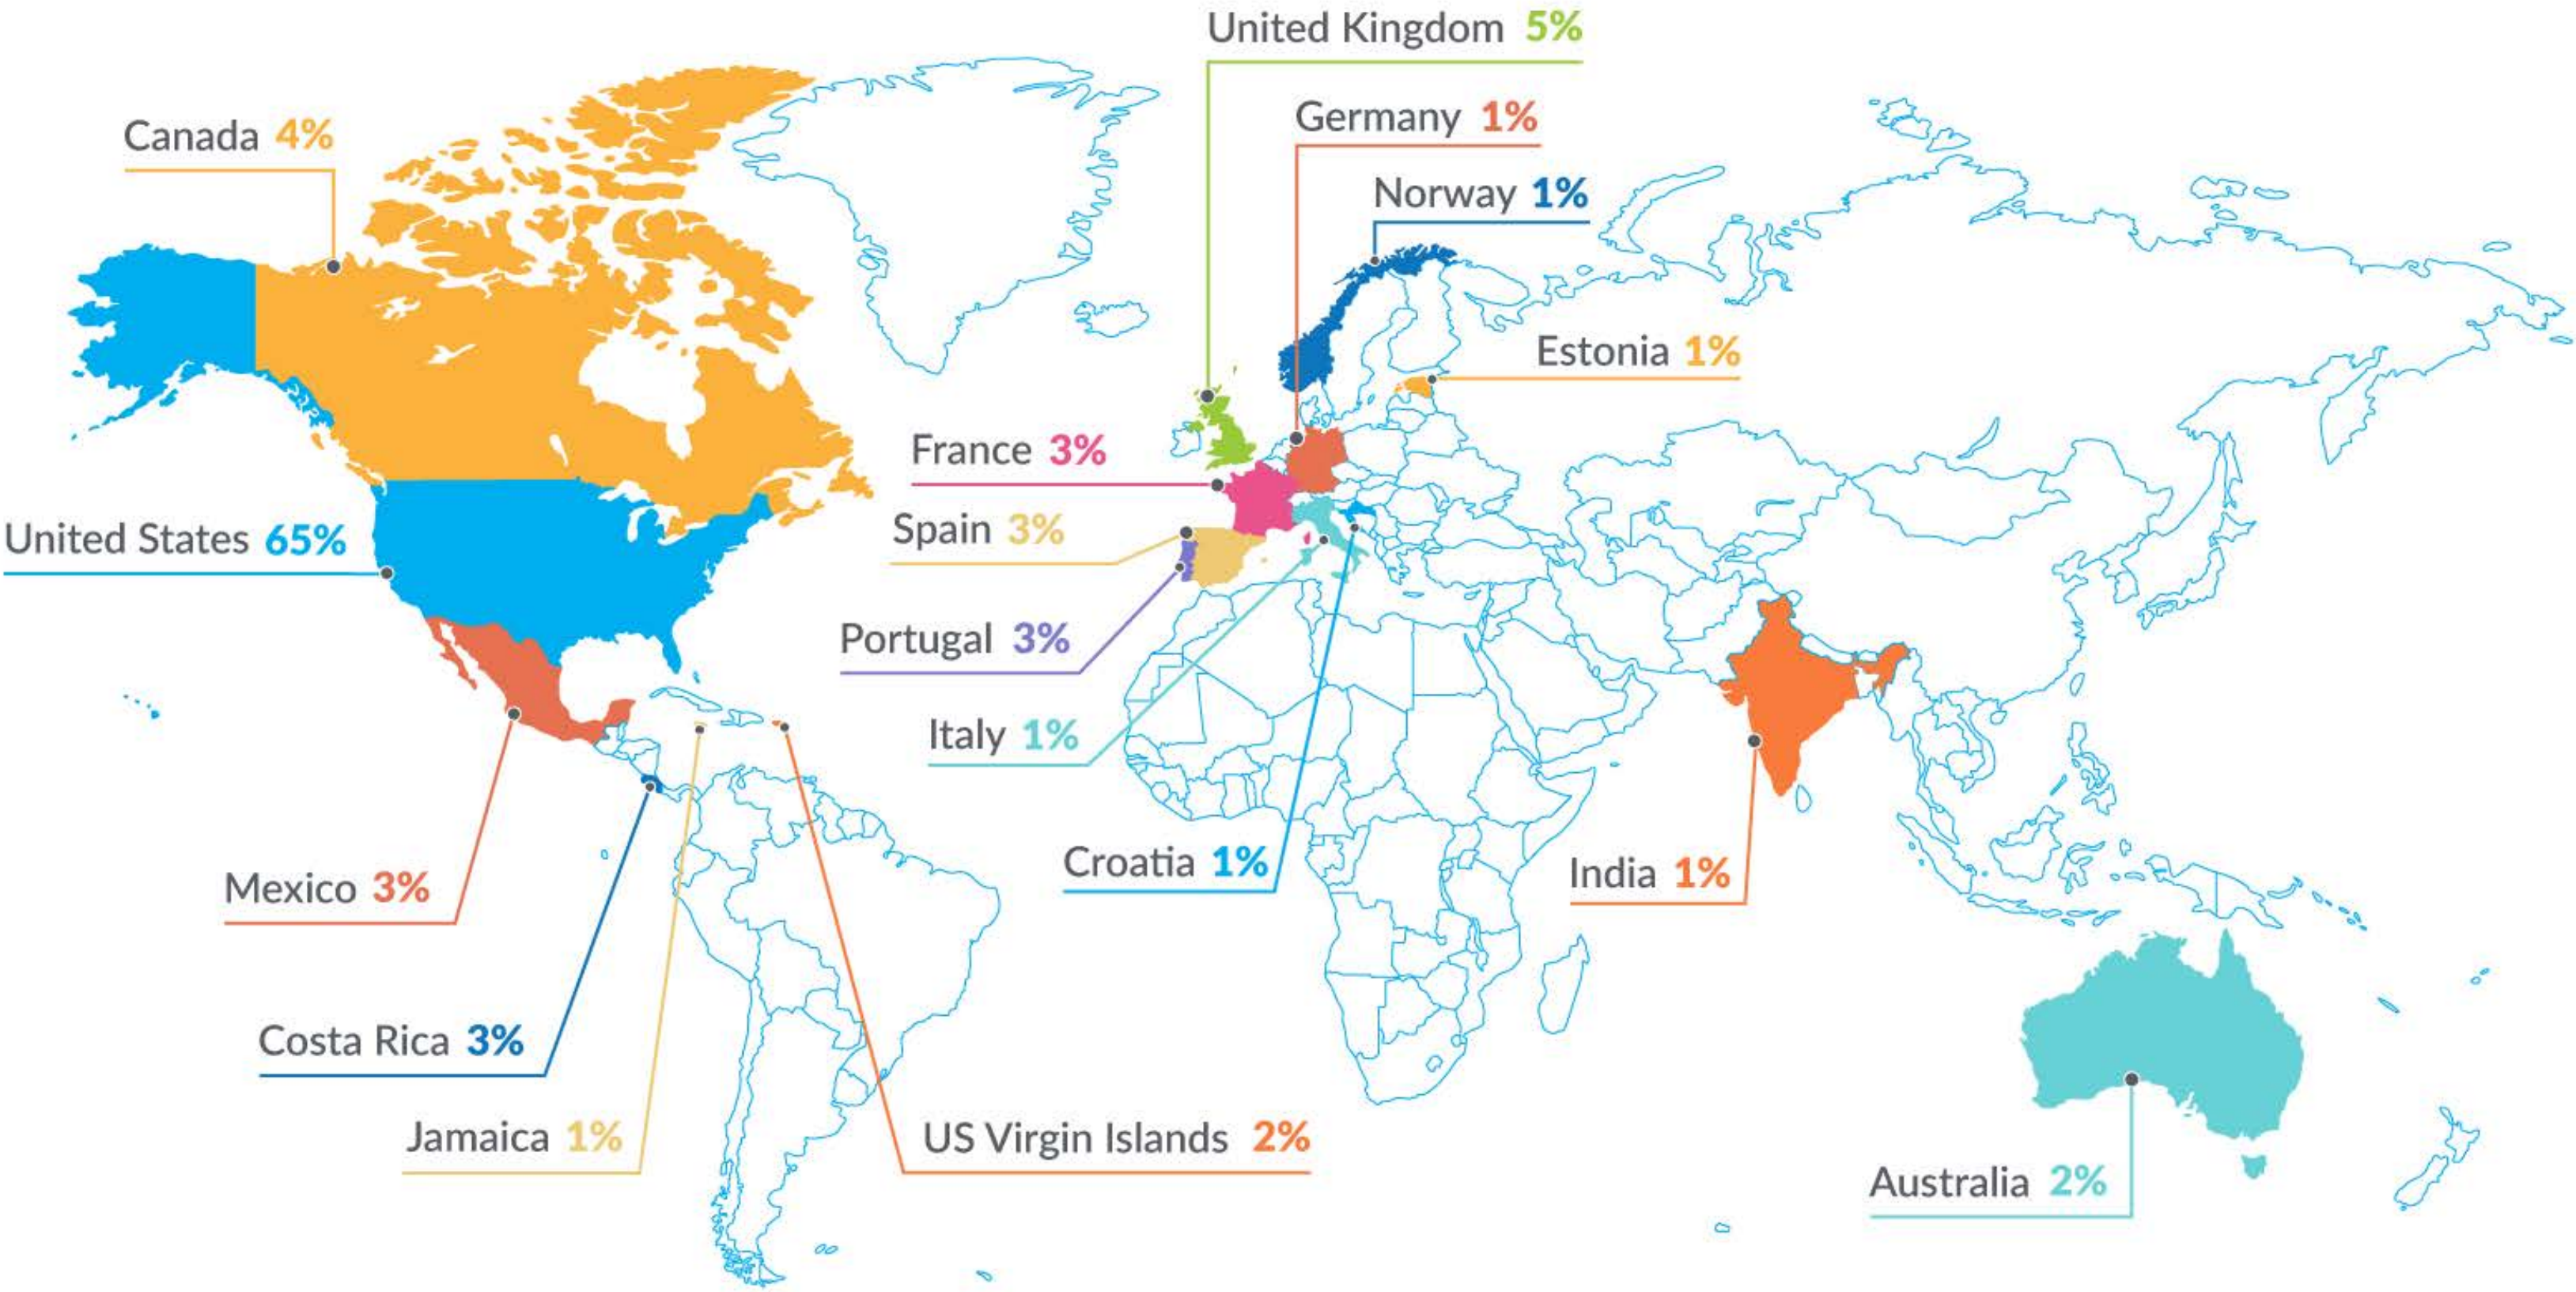 United Kingdom 5%
Germany 1%
Canada 4%
Norway 1%
Estonia 1%
France 3%
Spain 3%
United States 65%
Portugal 3%
Italy 1%
Croatia 1%
India 1%
Mexico 3%
Costa Rica 3%
Jamaica 1%
US Virgin Islands 2%
Australia 2%